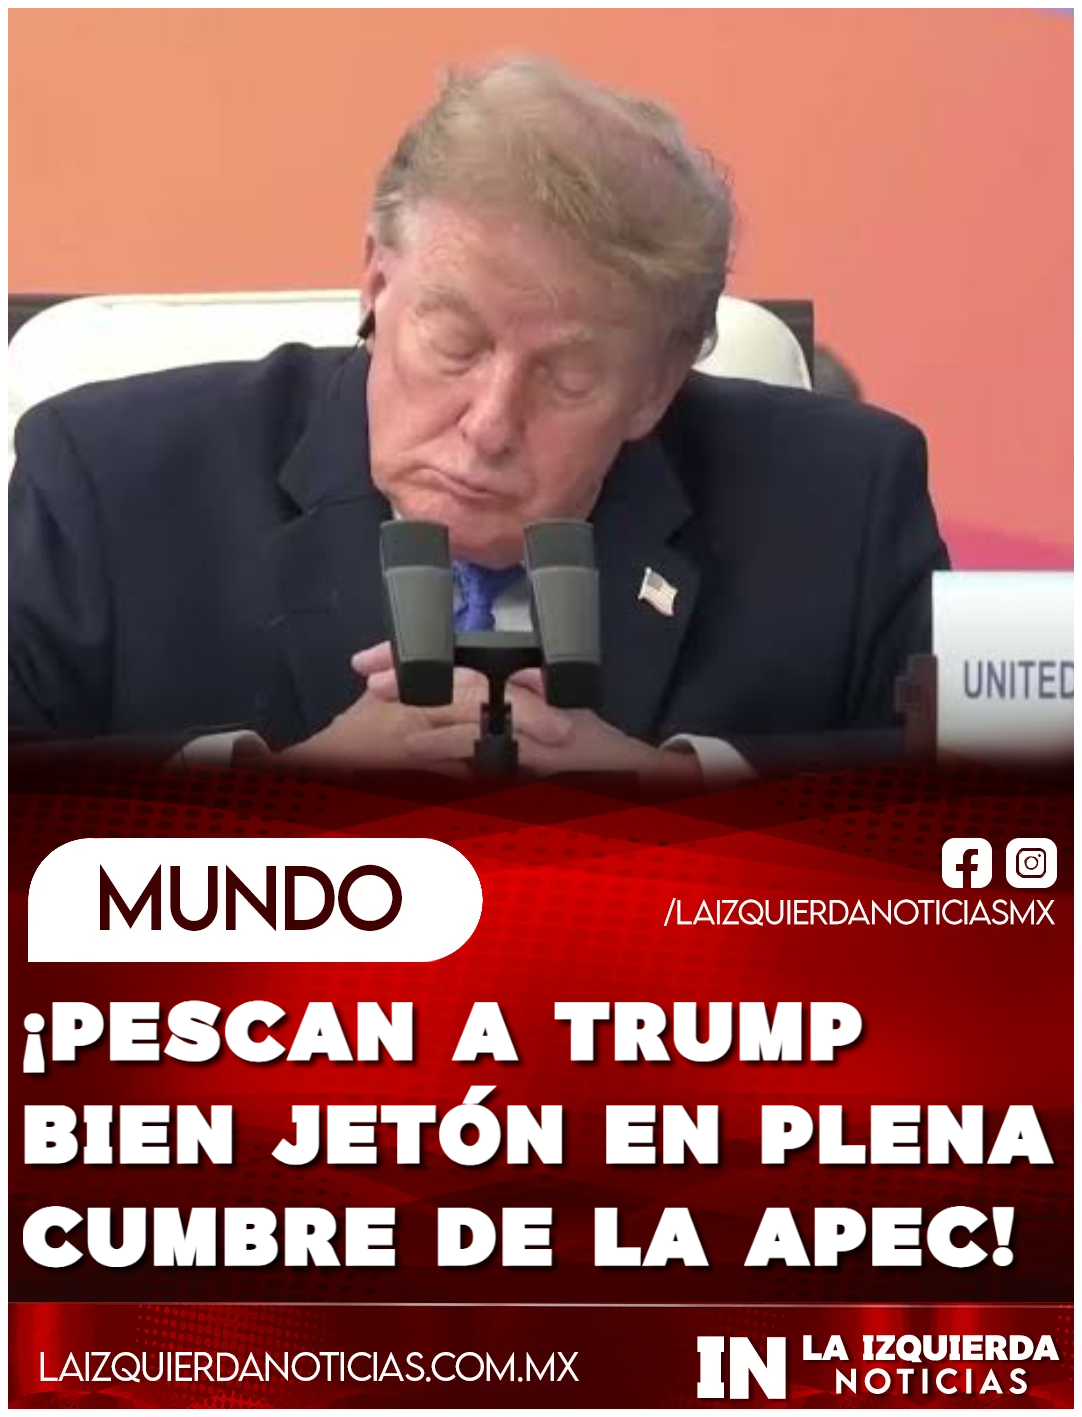 UNITED
MUNDO
/LAIZQUIERDANOTICIASMX
¡PESCAN A TRUMP
BIEN JETÓN EN PLENA
CUMBRE DE LA APEC!
LAIZQUIERDANOTICIAS.COM.MX
IN LA IZQUIERDA
NOTICIAS